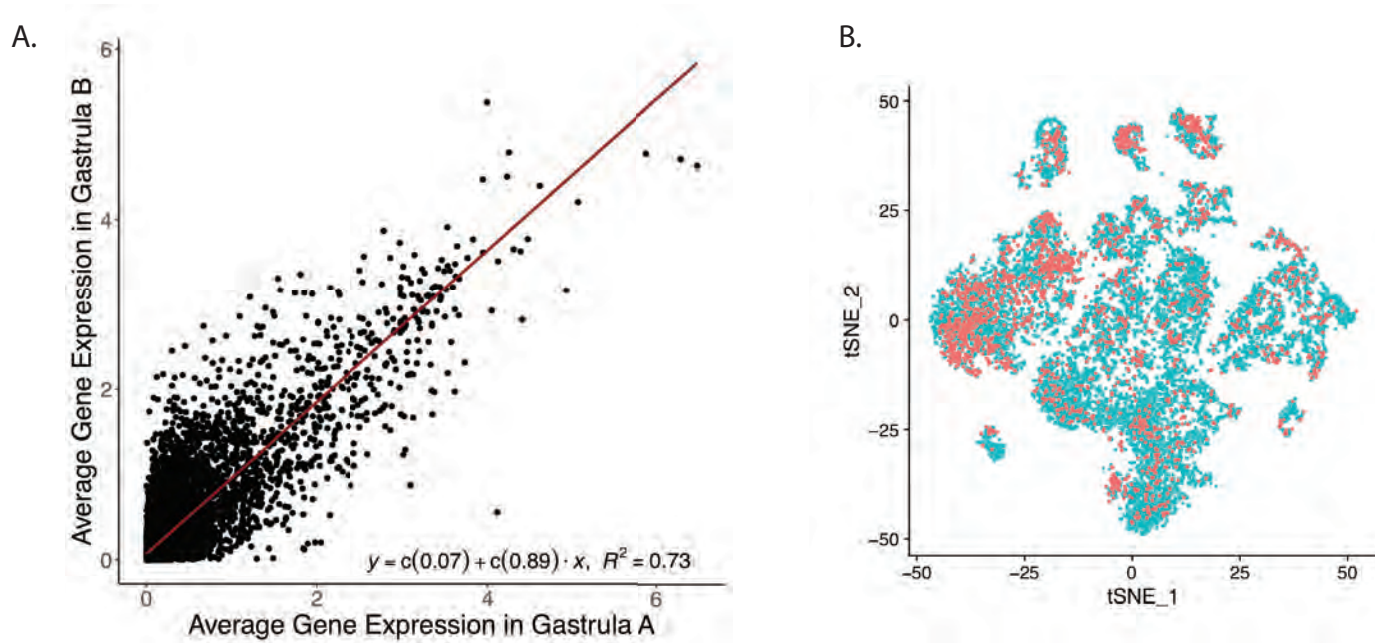 A.
Average Gene Expression in Gastrula B
6
4
2
0
y = c(0.07) + c(0.89) · x, R² = 0.73
0 2 4 6
Average Gene Expression in Gastrula A
B.
tSNE_2
50
25
0
−25
−50
−50 −25 0 25 50
tSNE_1